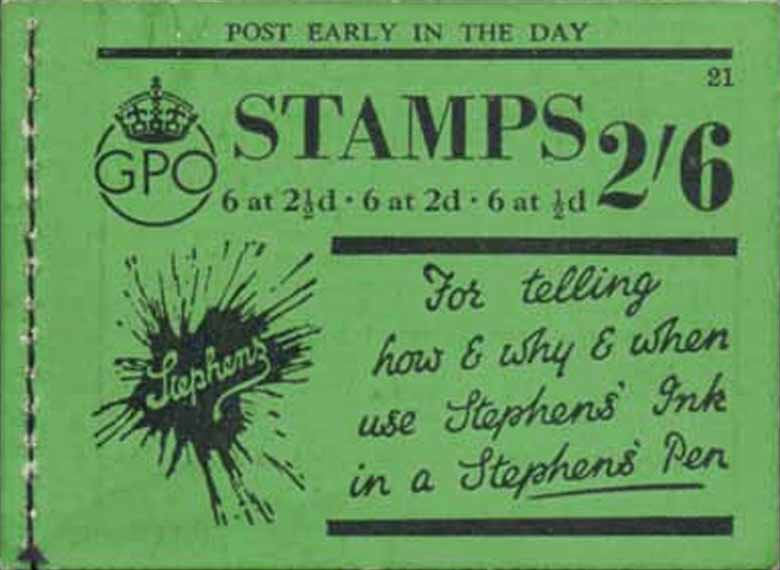 POST EARLY IN THE DAY
21
GPO
STAMPS 2/6
6 at 2½d · 6 at 2d · 6 at ½d
Stephens
For telling
how & why & when
use Stephens' Ink
in a Stephens' Pen